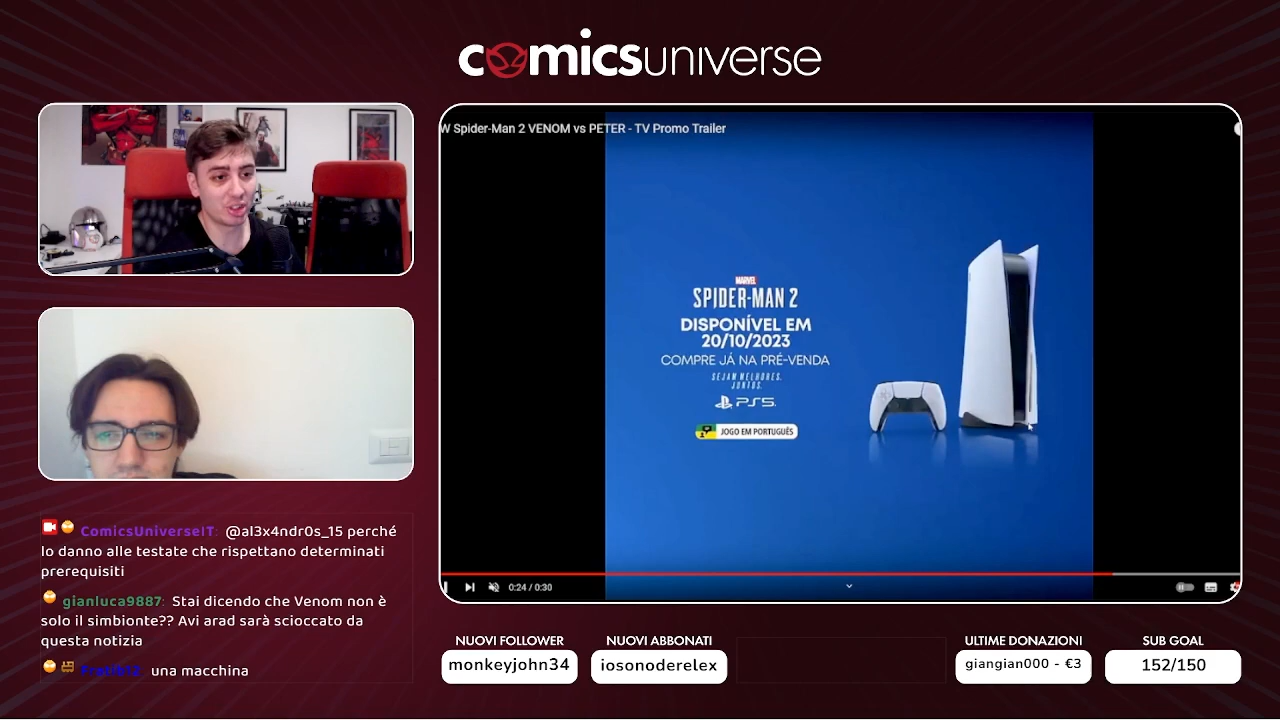 comicsuniverse
W Spider-Man 2 VENOM vs PETER - TV Promo Trailer
MARVEL
SPIDER-MAN 2
DISPONÍVEL EM
20/10/2023
COMPRE JÁ NA PRÉ-VENDA
SEJAM MELHORES.
JUNTOS.
PS5
JOGO EM PORTUGUÊS
0:24 / 0:30
ComicsUniverseIT: @al3x4ndr0s_15 perché
lo danno alle testate che rispettano determinati
prerequisiti
gianluca9887: Stai dicendo che Venom non è
solo il simbionte?? Avi arad sarà scioccato da
questa notizia
una macchina
NUOVI FOLLOWER
monkeyjohn34
NUOVI ABBONATI
iosonoderelex
ULTIME DONAZIONI
giangian000 - €3
SUB GOAL
152/150